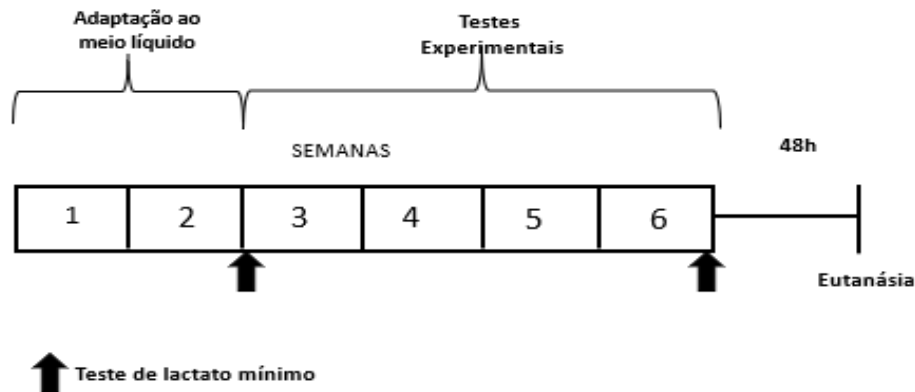 Adaptação ao
meio líquido
Testes
Experimentais
SEMANAS
48h
1 2 3 4 5 6
Eutanásia
Teste de lactato mínimo